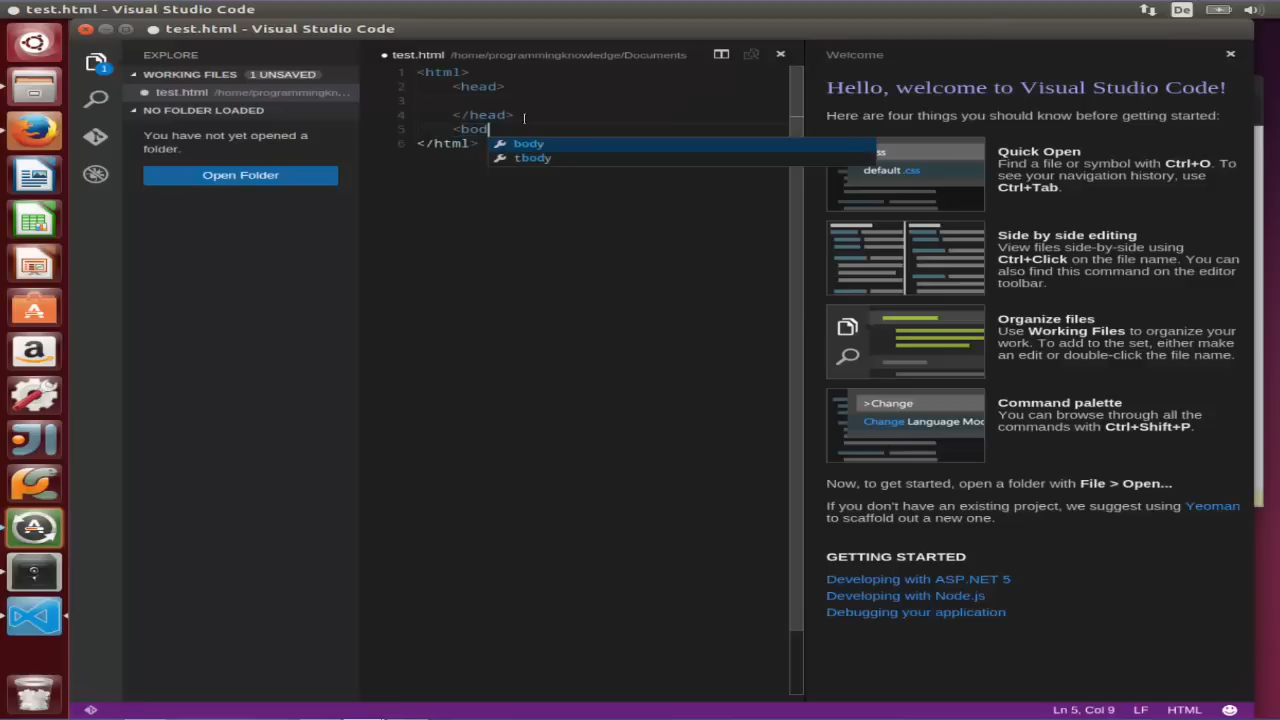 test.html - Visual Studio Code
De
test.html - Visual Studio Code
EXPLORE
WORKING FILES 1 UNSAVED
test.html /home/programmingkn...
NO FOLDER LOADED
You have not yet opened a
folder.
Open Folder
1
test.html /home/programmingknowledge/Documents
1 <html>
2 <head>
3
4 </head>
5 <bod
6 </html>
body
tbody
Welcome
Hello, welcome to Visual Studio Code!
Here are four things you should know before getting started:
ss
default.css
Quick Open
Find a file or symbol with Ctrl+O. To
see your navigation history, use
Ctrl+Tab.
Side by side editing
View files side-by-side using
Ctrl+Click on the file name. You can
also find this command on the editor
toolbar.
Organize files
Use Working Files to organize your
work. To add to the set, either make
an edit or double-click the file name.
>Change
Change Language Mod
Command palette
You can browse through all the
commands with Ctrl+Shift+P.
Now, to get started, open a folder with File > Open...
If you don't have an existing project, we suggest using Yeoman
to scaffold out a new one.
GETTING STARTED
Developing with ASP.NET 5
Developing with Node.js
Debugging your application
Ln 5, Col 9 LF HTML